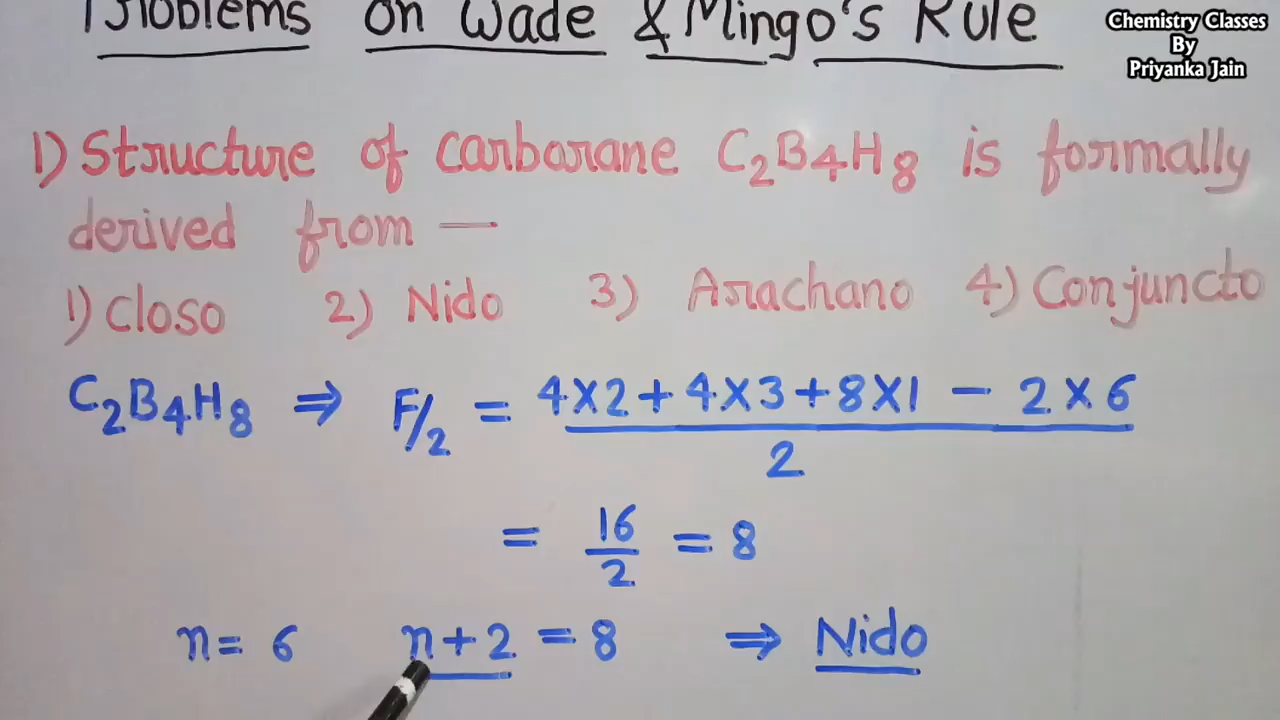 Problems on Wade & Mingo's Rule
Chemistry Classes
By
Priyanka Jain
1) Structure of carborane C₂B₄H₈ is formally
derived from —
1) Closo 2) Nido 3) Arachano 4) Conjuncto
C₂B₄H₈ ⇒ F/2 = 4×2+4×3+8×1 − 2×6
2
= 16/2 = 8
n = 6 n+2 = 8 ⇒ Nido